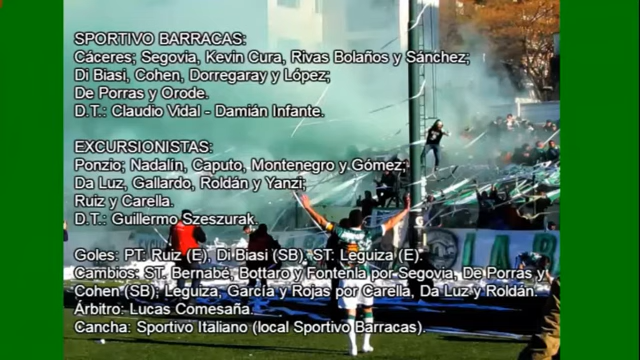 SPORTIVO BARRACAS:
Cáceres; Segovia, Kevin Cura, Rivas Bolaños y Sánchez;
Di Biasi, Cohen, Dorregaray y López;
De Porras y Orode.
D.T.: Claudio Vidal - Damián Infante.
EXCURSIONISTAS:
Ponzio; Nadalín, Caputo, Montenegro y Gómez;
Da Luz, Gallardo, Roldán y Yanzi;
Ruiz y Carella.
D.T.: Guillermo Szeszurak.
Goles: PT: Ruiz (E), Di Biasi (SB). ST: Leguiza (E).
Cambios: ST. Bernabé, Bottaro y Fontenla por Segovia, De Porras y
Cohen (SB); Leguiza, García y Rojas por Carella, Da Luz y Roldán.
Árbitro: Lucas Comesaña.
Cancha: Sportivo Italiano (local Sportivo Barracas).